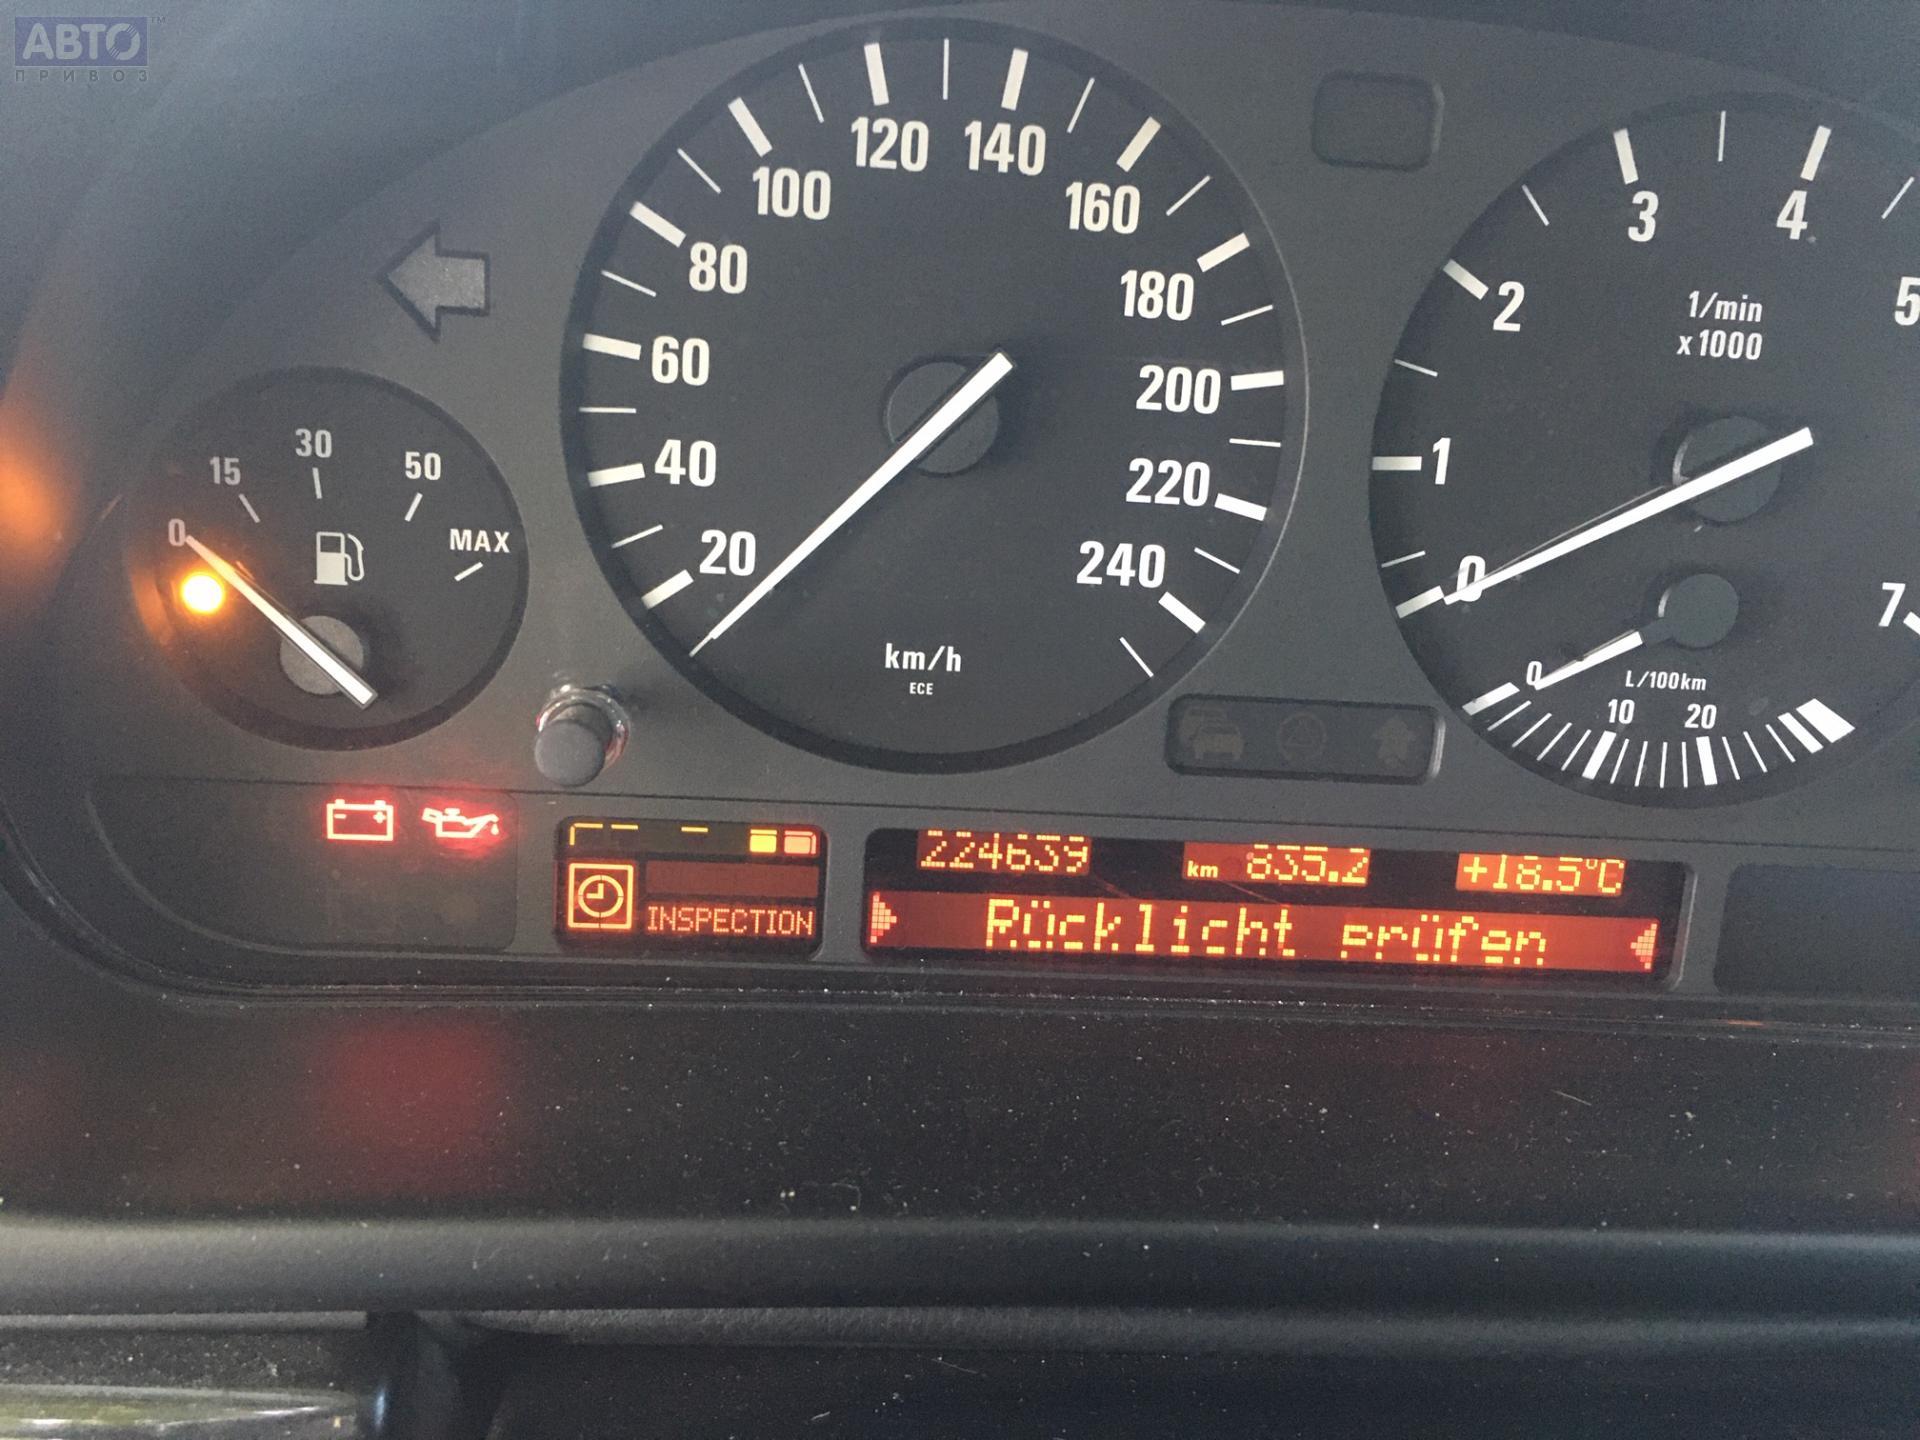 АВТО™
ПРИВОЗ
0
15
30
50
MAX
20
40
60
80
100
120
140
160
180
200
220
240
km/h
ECE
0
1
2
3
4
5
7
1/min
x1000
0
10
20
L/100km
INSPECTION
224639
km 835.2
+18.5°C
Rücklicht prüfen